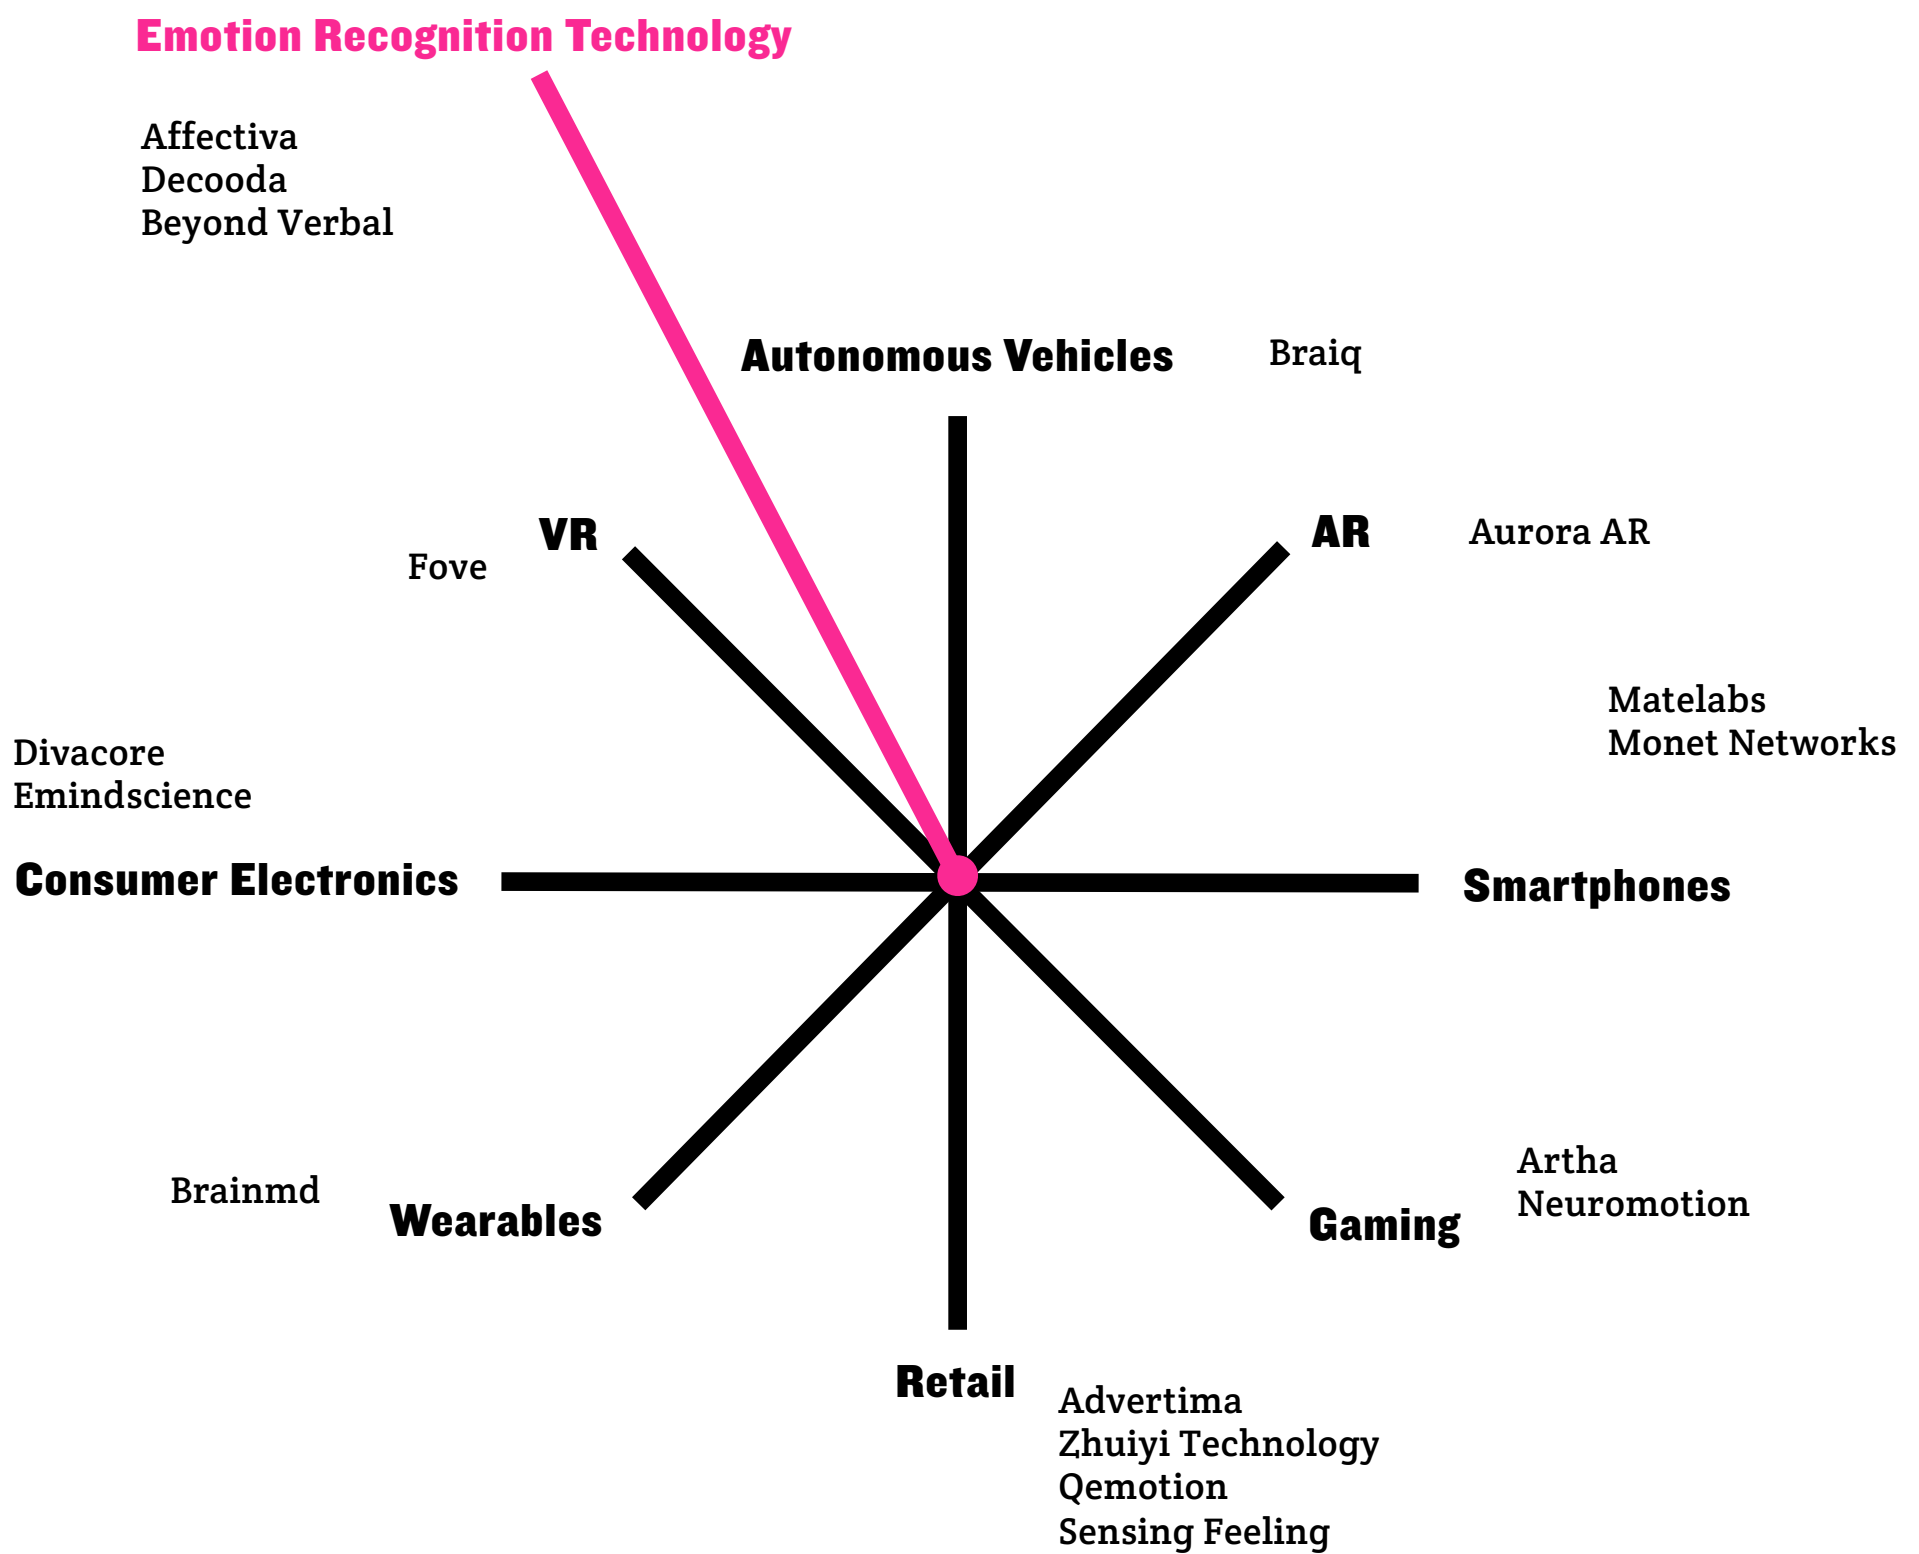 Emotion Recognition Technology
Affectiva
Decooda
Beyond Verbal
Autonomous Vehicles
Braiq
VR
Fove
AR
Aurora AR
Matelabs
Monet Networks
Divacore
Emindscience
Consumer Electronics
Smartphones
Brainmd
Wearables
Artha
Neuromotion
Gaming
Retail
Advertima
Zhuiyi Technology
Qemotion
Sensing Feeling